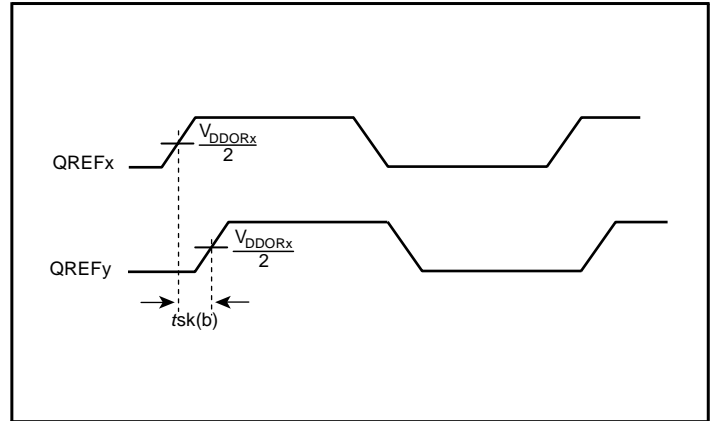 QREFx
VDDORx
2
QREFy
VDDORx
2
tsk(b)